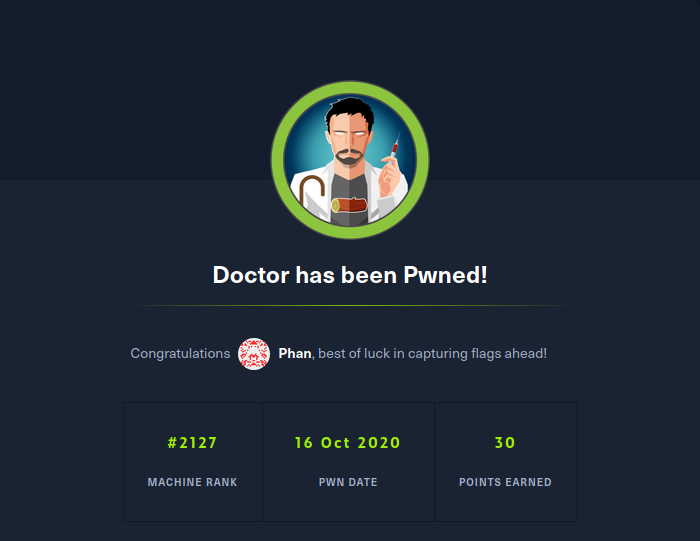 Doctor has been Pwned!
Congratulations Phan, best of luck in capturing flags ahead!
#2127 16 Oct 2020 30
MACHINE RANK PWN DATE POINTS EARNED